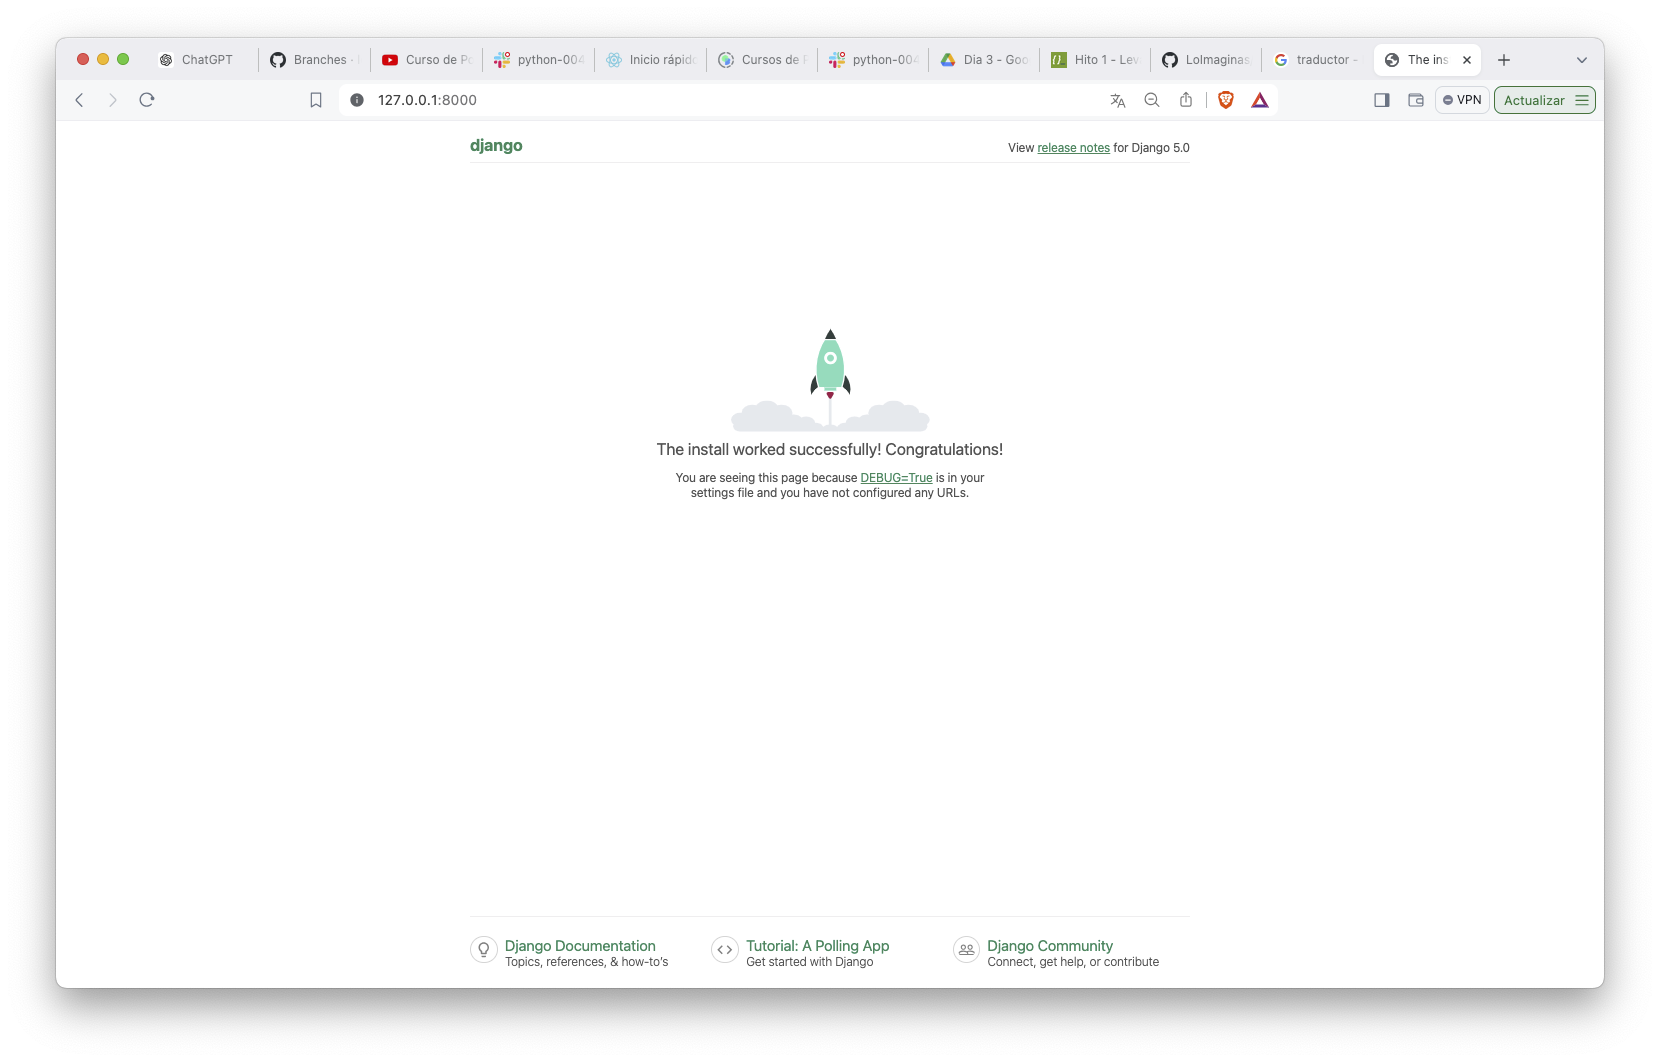 ChatGPT
Branches -
Curso de Po
python-004
Inicio rápido
Cursos de P
python-004
Dia 3 - Goo
Hito 1 - Lev
LoImaginas
traductor -
The ins
127.0.0.1:8000
VPN
Actualizar
django
View release notes for Django 5.0
The install worked successfully! Congratulations!
You are seeing this page because DEBUG=True is in your
settings file and you have not configured any URLs.
Django Documentation
Topics, references, & how-to's
Tutorial: A Polling App
Get started with Django
Django Community
Connect, get help, or contribute